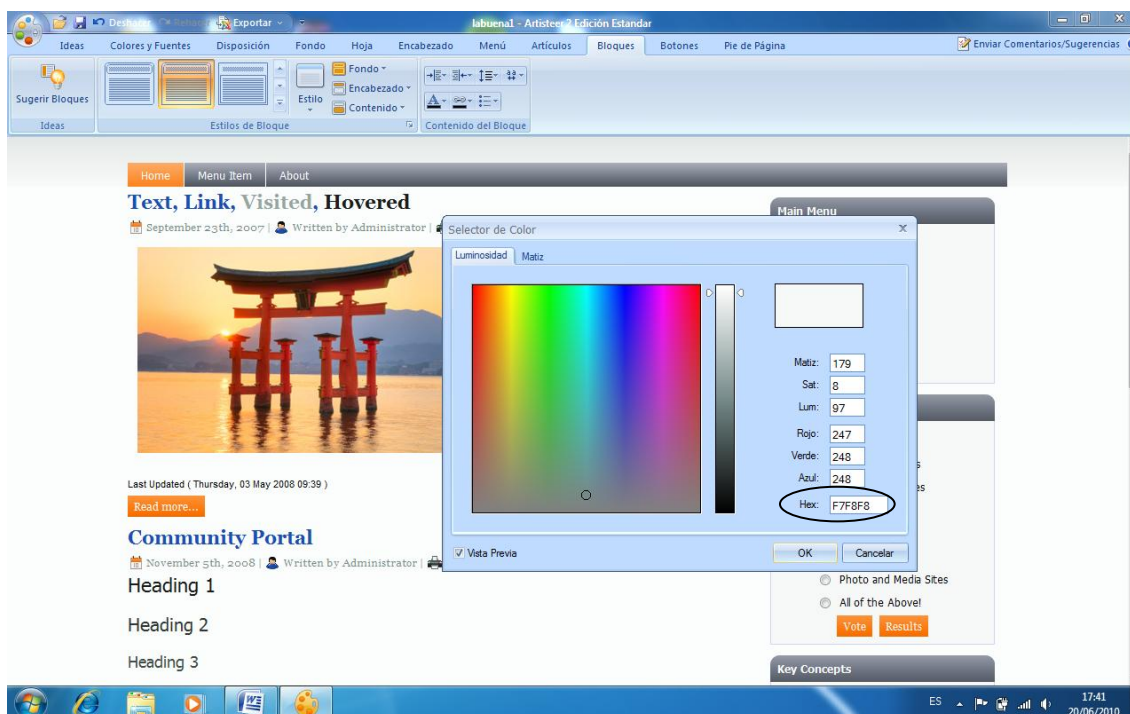 Deshacer Rehacer Exportar labuena1 - Artisteer 2 Edición Estandar
Ideas Colores y Fuentes Disposición Fondo Hoja Encabezado Menú Artículos Bloques Botones Pie de Página Enviar Comentarios/Sugerencias
Sugerir Bloques
Estilo
Fondo
Encabezado
Contenido
Ideas Estilos de Bloque Contenido del Bloque
Home Menu Item About
Text, Link, Visited, Hovered
September 23th, 2007 | Written by Administrator |
Last Updated ( Thursday, 03 May 2008 09:39 )
Read more...
Community Portal
November 5th, 2008 | Written by Administrator |
Heading 1
Heading 2
Heading 3
Main Menu
Selector de Color
Luminosidad Matiz
Matiz: 179
Sat: 8
Lum: 97
Rojo: 247
Verde: 248
Azul: 248
Hex: F7F8F8
Vista Previa OK Cancelar
Photo and Media Sites
All of the Above!
Vote Results
Key Concepts
ES 17:41
20/06/2010